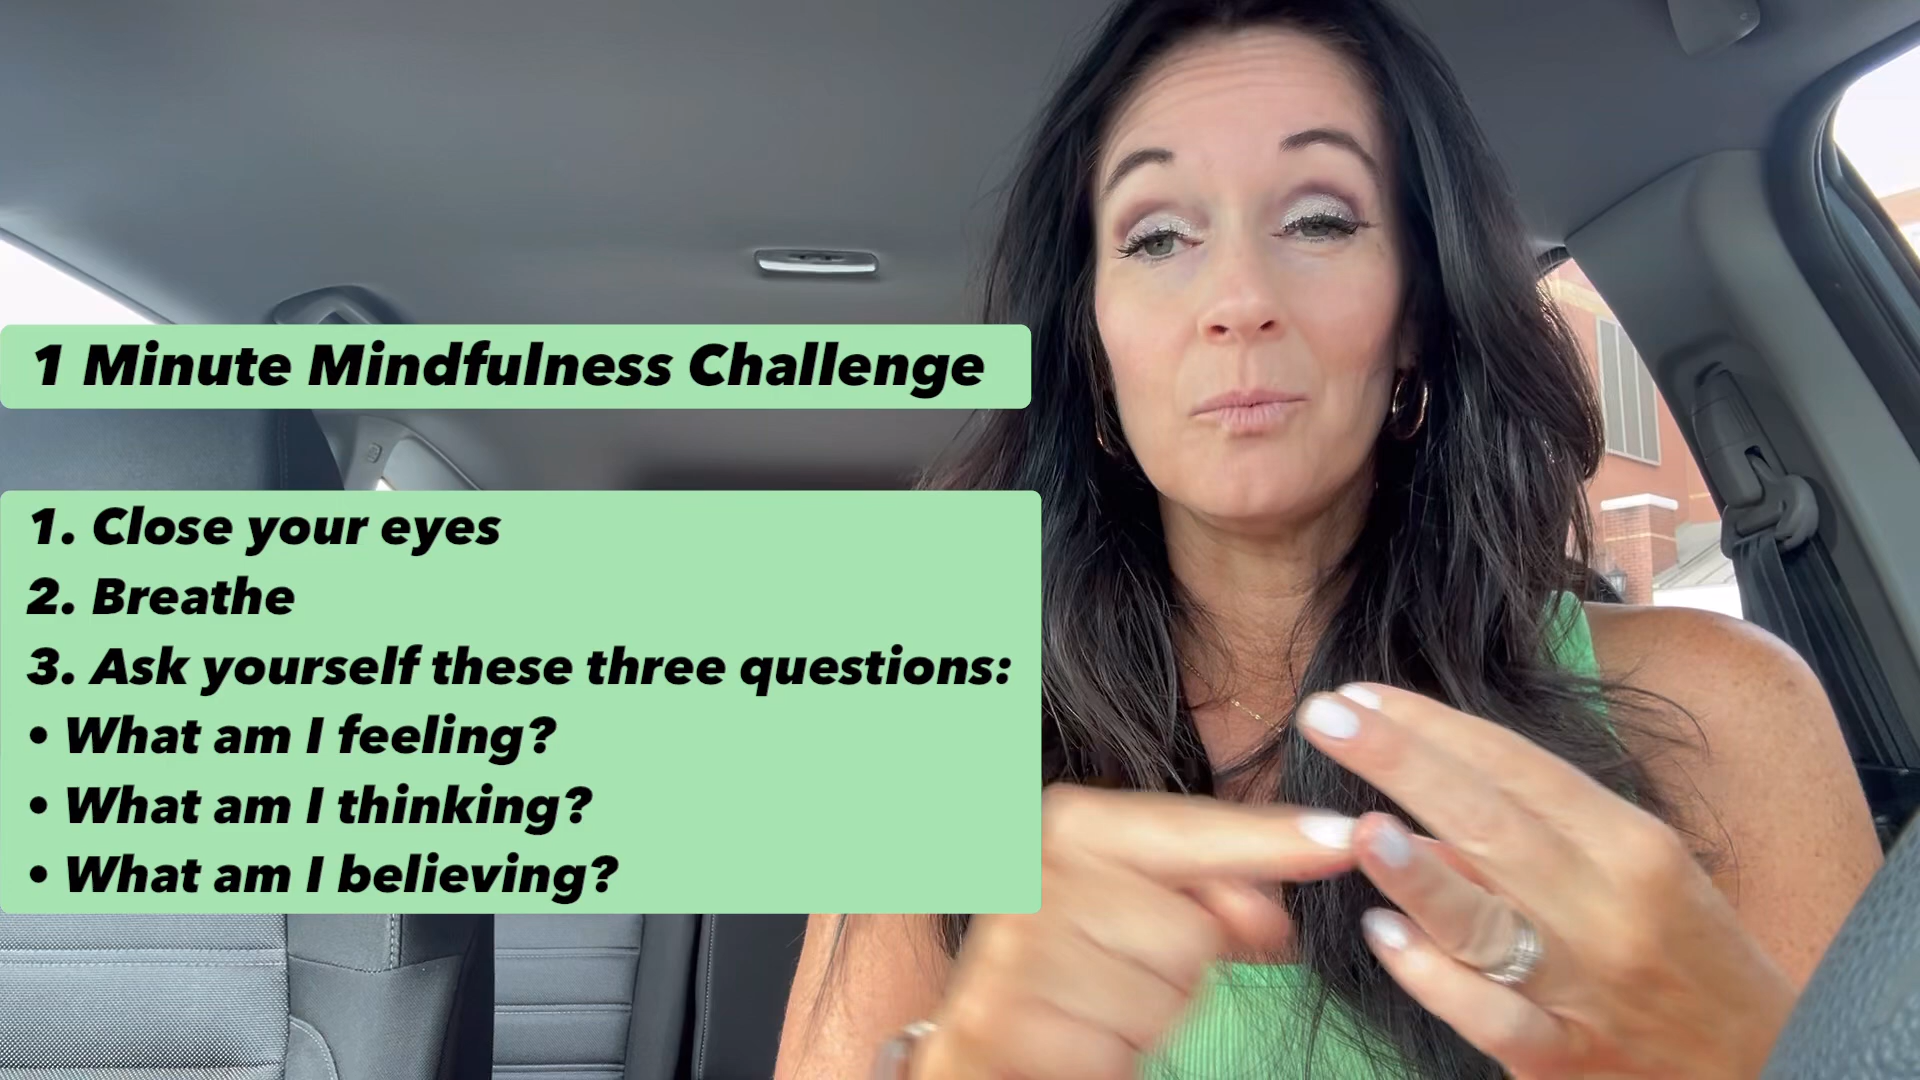 1 Minute Mindfulness Challenge
1. Close your eyes
2. Breathe
3. Ask yourself these three questions:
• What am I feeling?
• What am I thinking?
• What am I believing?